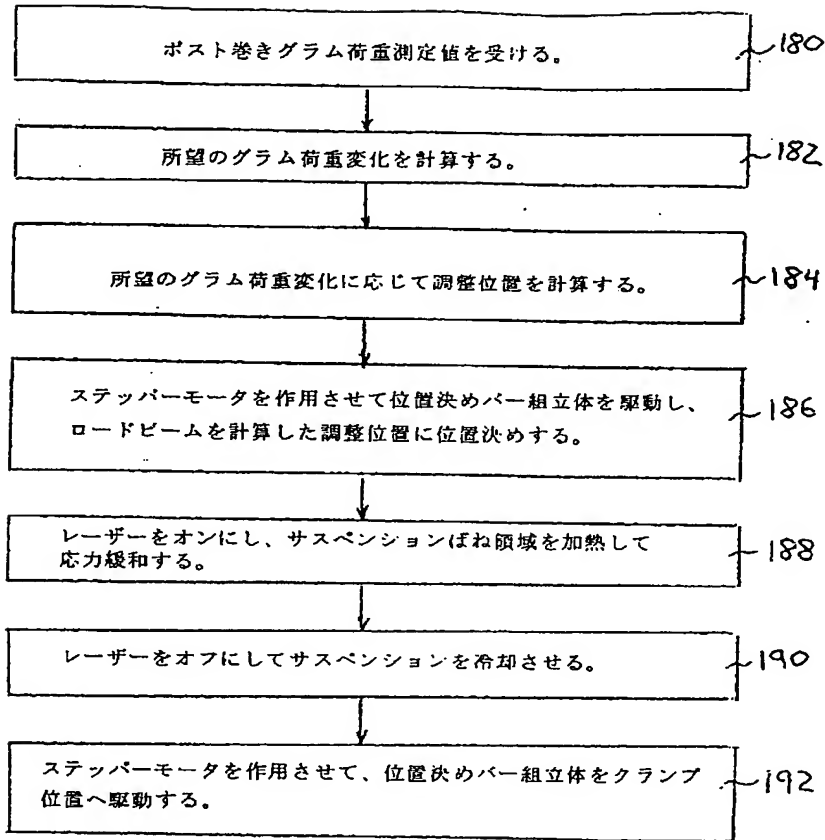 ポスト巻きグラム荷重測定値を受ける。
180
所望のグラム荷重変化を計算する。
182
所望のグラム荷重変化に応じて調整位置を計算する。
184
ステッパーモータを作用させて位置決めバー組立体を駆動し、
ロードビームを計算した調整位置に位置決めする。
186
レーザーをオンにし、サスペンションばね領域を加熱して
応力緩和する。
188
レーザーをオフにしてサスペンションを冷却させる。
190
ステッパーモータを作用させて、位置決めバー組立体をクランプ
位置へ駆動する。
192